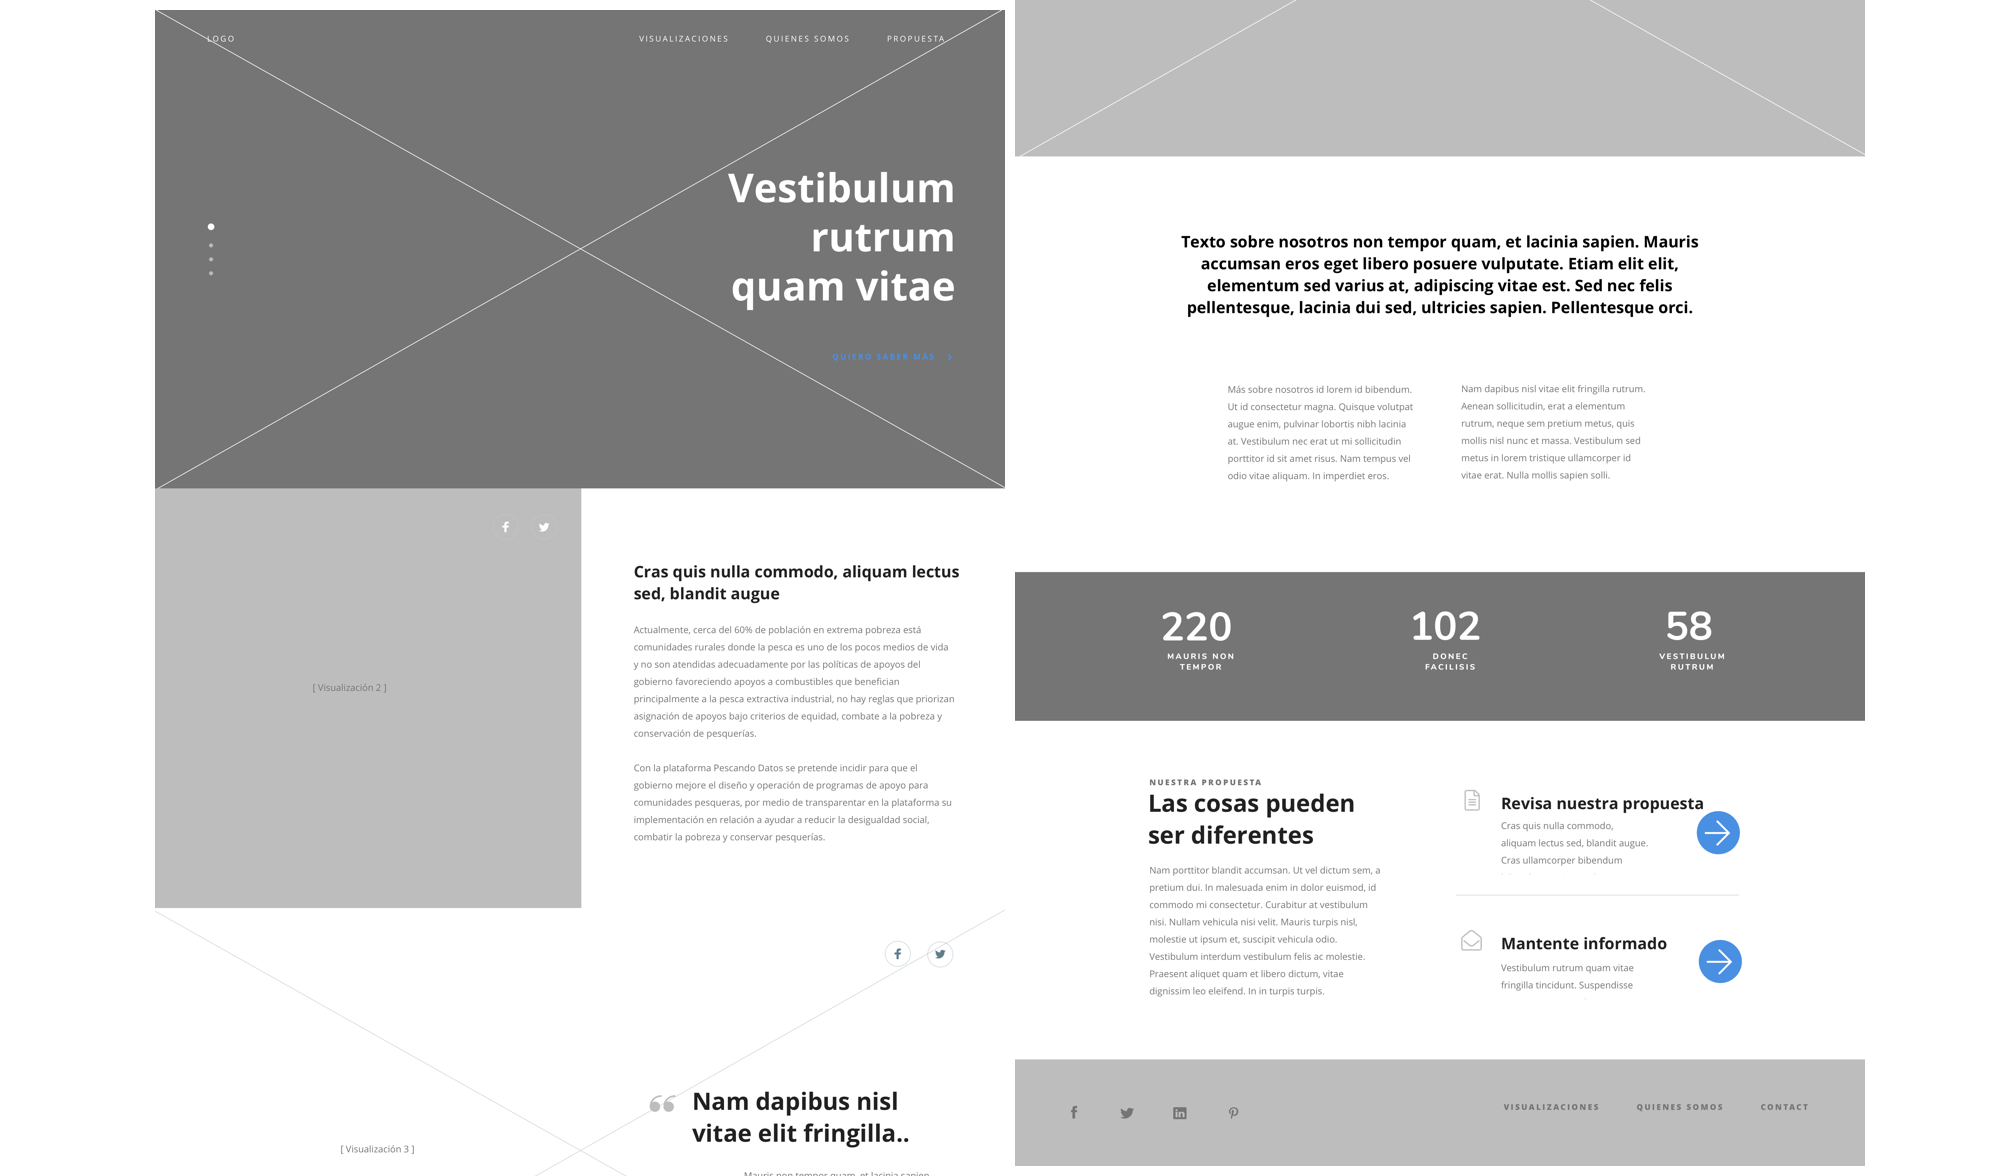 LOGO
VISUALIZACIONES
QUIENES SOMOS
PROPUESTA
Vestibulum
rutrum
quam vitae
QUIERO SABER MÁS
[ Visualización 2 ]
Cras quis nulla commodo, aliquam lectus
sed, blandit augue
Actualmente, cerca del 60% de población en extrema pobreza está
comunidades rurales donde la pesca es uno de los pocos medios de vida
y no son atendidas adecuadamente por las políticas de apoyos del
gobierno favoreciendo apoyos a combustibles que benefician
principalmente a la pesca extractiva industrial, no hay reglas que priorizan
asignación de apoyos bajo criterios de equidad, combate a la pobreza y
conservación de pesquerías.
Con la plataforma Pescando Datos se pretende incidir para que el
gobierno mejore el diseño y operación de programas de apoyo para
comunidades pesqueras, por medio de transparentar en la plataforma su
implementación en relación a ayudar a reducir la desigualdad social,
combatir la pobreza y conservar pesquerías.
Nam dapibus nisl
vitae elit fringilla..
[ Visualización 3 ]
Mauris non tempor quam, et lacinia sapien
Texto sobre nosotros non tempor quam, et lacinia sapien. Mauris
accumsan eros eget libero posuere vulputate. Etiam elit elit,
elementum sed varius at, adipiscing vitae est. Sed nec felis
pellentesque, lacinia dui sed, ultricies sapien. Pellentesque orci.
Más sobre nosotros id lorem id bibendum.
Ut id consectetur magna. Quisque volutpat
augue enim, pulvinar lobortis nibh lacinia
at. Vestibulum nec erat ut mi sollicitudin
porttitor id sit amet risus. Nam tempus vel
odio vitae aliquam. In imperdiet eros.
Nam dapibus nisl vitae elit fringilla rutrum.
Aenean sollicitudin, erat a elementum
rutrum, neque sem pretium metus, quis
mollis nisl nunc et massa. Vestibulum sed
metus in lorem tristique ullamcorper id
vitae erat. Nulla mollis sapien solli.
220
MAURIS NON
TEMPOR
102
DONEC
FACILISIS
58
VESTIBULUM
RUTRUM
NUESTRA PROPUESTA
Las cosas pueden
ser diferentes
Nam porttitor blandit accumsan. Ut vel dictum sem, a
pretium dui. In malesuada enim in dolor euismod, id
commodo mi consectetur. Curabitur at vestibulum
nisi. Nullam vehicula nisi velit. Mauris turpis nisl,
molestie ut ipsum et, suscipit vehicula odio.
Vestibulum interdum vestibulum felis ac molestie.
Praesent aliquet quam et libero dictum, vitae
dignissim leo eleifend. In in turpis turpis.
Revisa nuestra propuesta
Cras quis nulla commodo,
aliquam lectus sed, blandit augue.
Cras ullamcorper bibendum
Mantente informado
Vestibulum rutrum quam vitae
fringilla tincidunt. Suspendisse
VISUALIZACIONES
QUIENES SOMOS
CONTACT